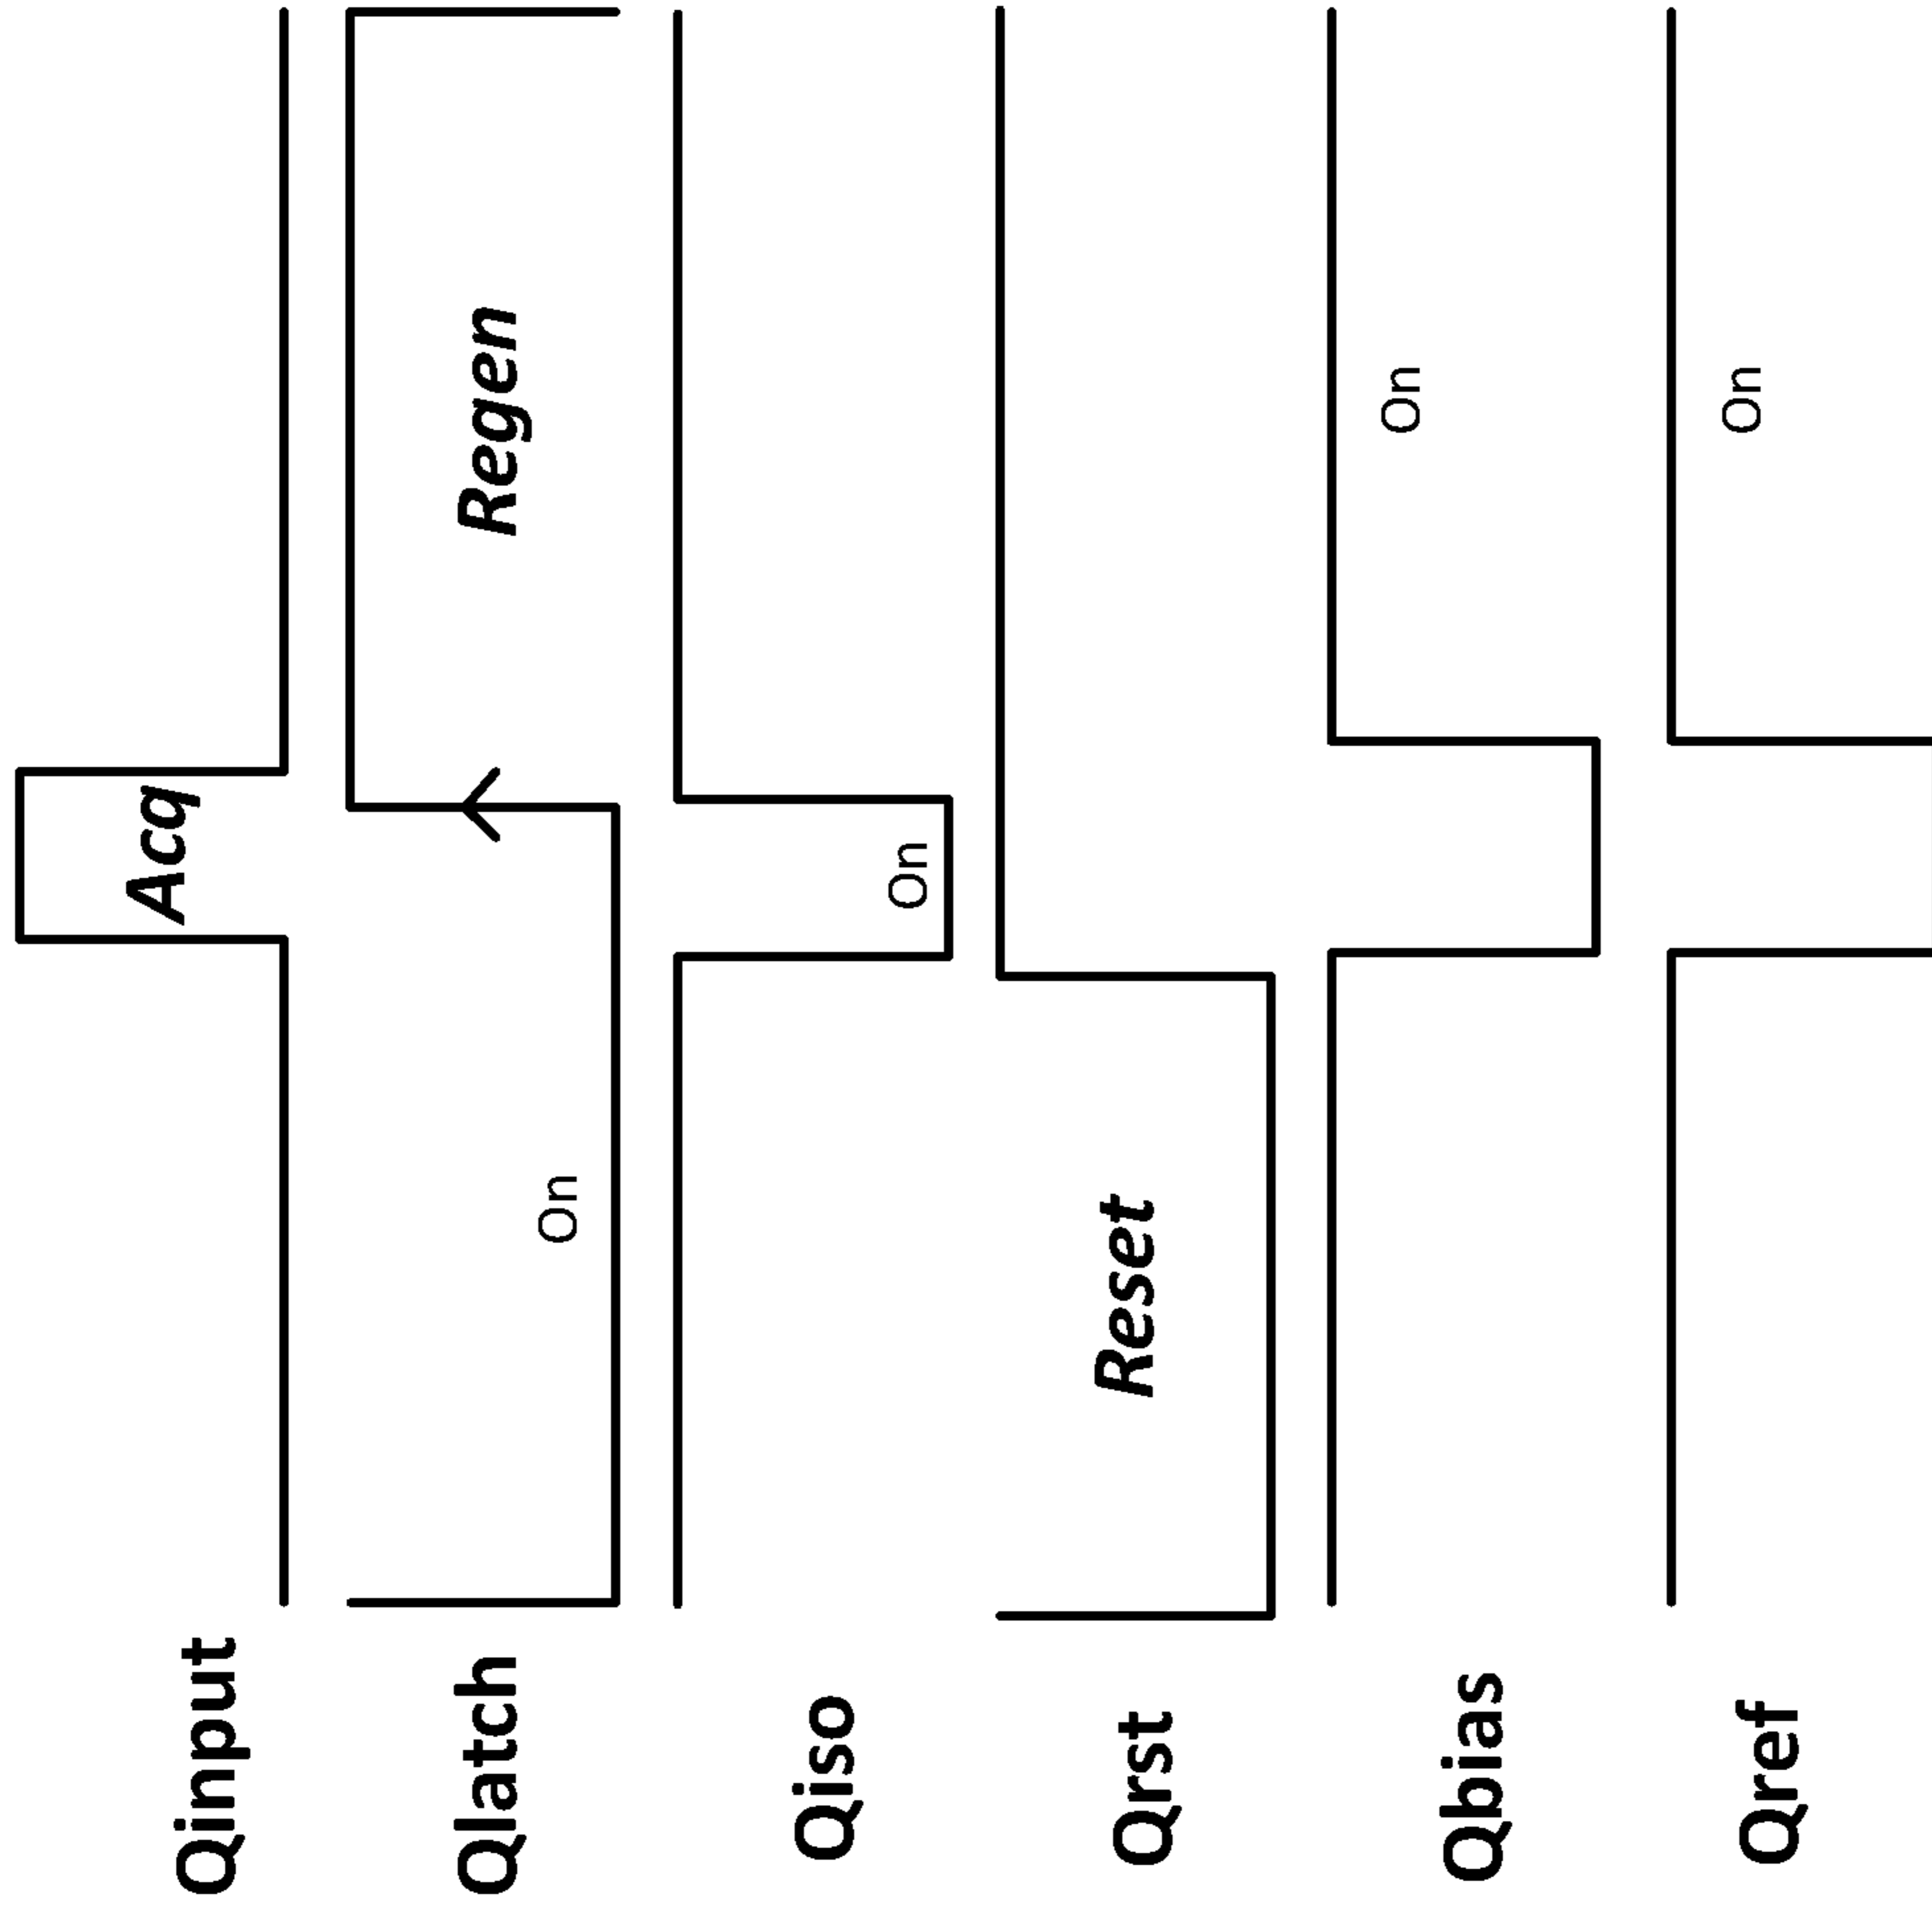 Qinput Acq
Qlatch On Regen
Qiso On
Qrst Reset
Qbias On
Qref On